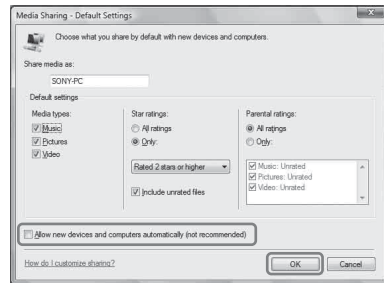 Media Sharing - Default Settings
Choose what you share by default with new devices and computers.
Share media as:
SONY-PC
Default settings
Media types:
Music
Pictures
Video
Star ratings:
All ratings
Only:
Rated 2 stars or higher
Include unrated files
Parental ratings:
All ratings
Only:
Music: Unrated
Pictures: Unrated
Video: Unrated
Allow new devices and computers automatically (not recommended)
How do I customize sharing?
OK
Cancel